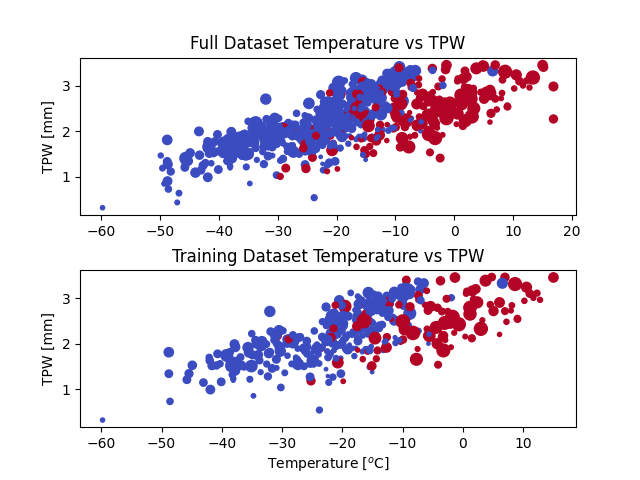 Full Dataset Temperature vs TPW
TPW [mm]
3
2
1
−60 −50 −40 −30 −20 −10 0 10 20
Training Dataset Temperature vs TPW
TPW [mm]
3
2
1
−60 −50 −40 −30 −20 −10 0 10
Temperature [°C]